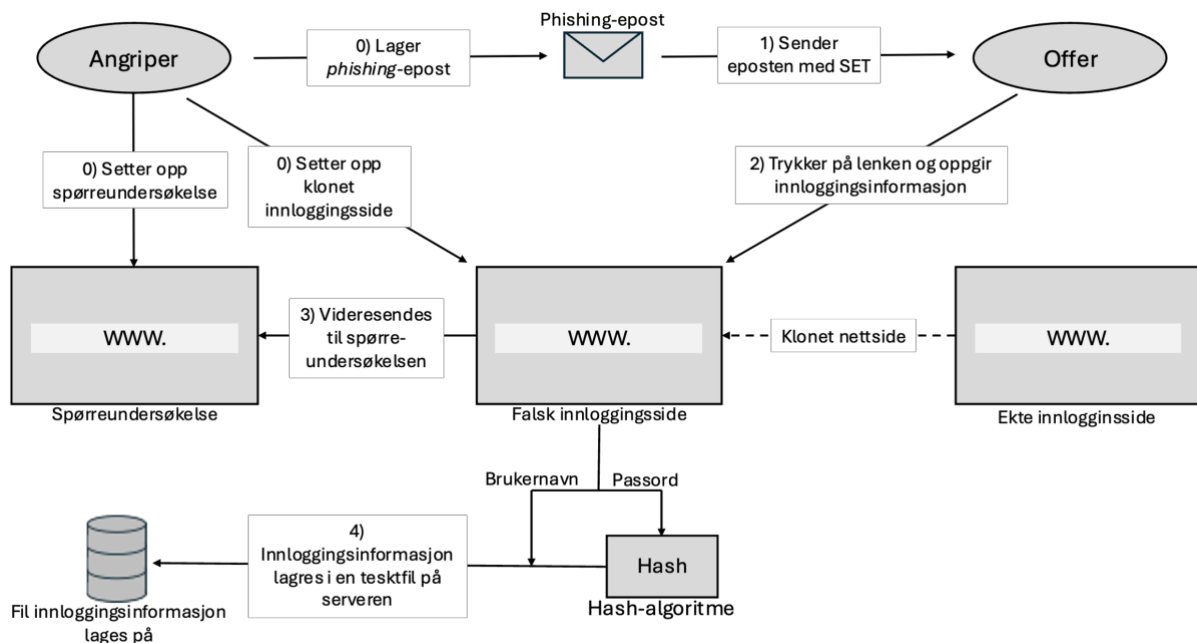 Phishing-epost
Angriper
0) Lager
phishing-epost
1) Sender
eposten med SET
Offer
0) Setter opp
spørreundersøkelse
0) Setter opp
klonet
innloggingsside
2) Trykker på lenken og oppgir
innloggingsinformasjon
www.
3) Videresendes
til spørre-
undersøkelsen
www.
Klonet nettside
www.
Spørreundersøkelse
Falsk innloggingsside
Ekte innlogginsside
Brukernavn
Passord
4)
Innloggingsinformasjon
lagres i en tesktfil på
serveren
Hash
Hash-algoritme
Fil innloggingsinformasjon
lages på